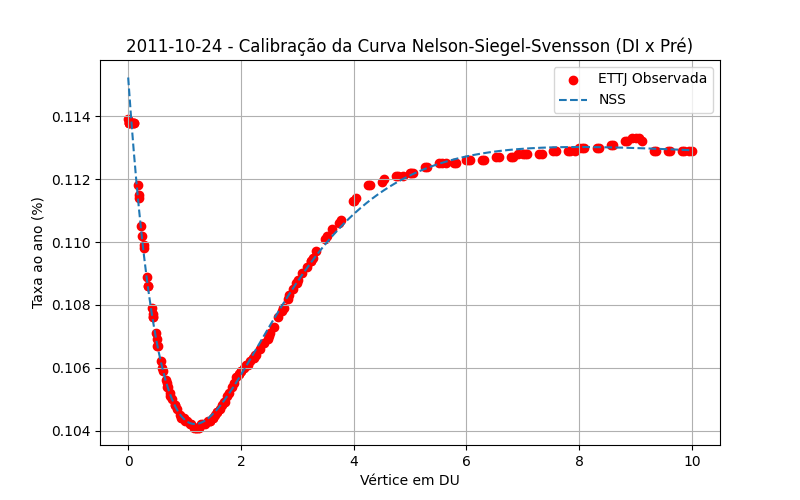 2011-10-24 - Calibração da Curva Nelson-Siegel-Svensson (DI x Pré)
ETTJ Observada
NSS
Taxa ao ano (%)
0.114
0.112
0.110
0.108
0.106
0.104
0 2 4 6 8 10
Vértice em DU